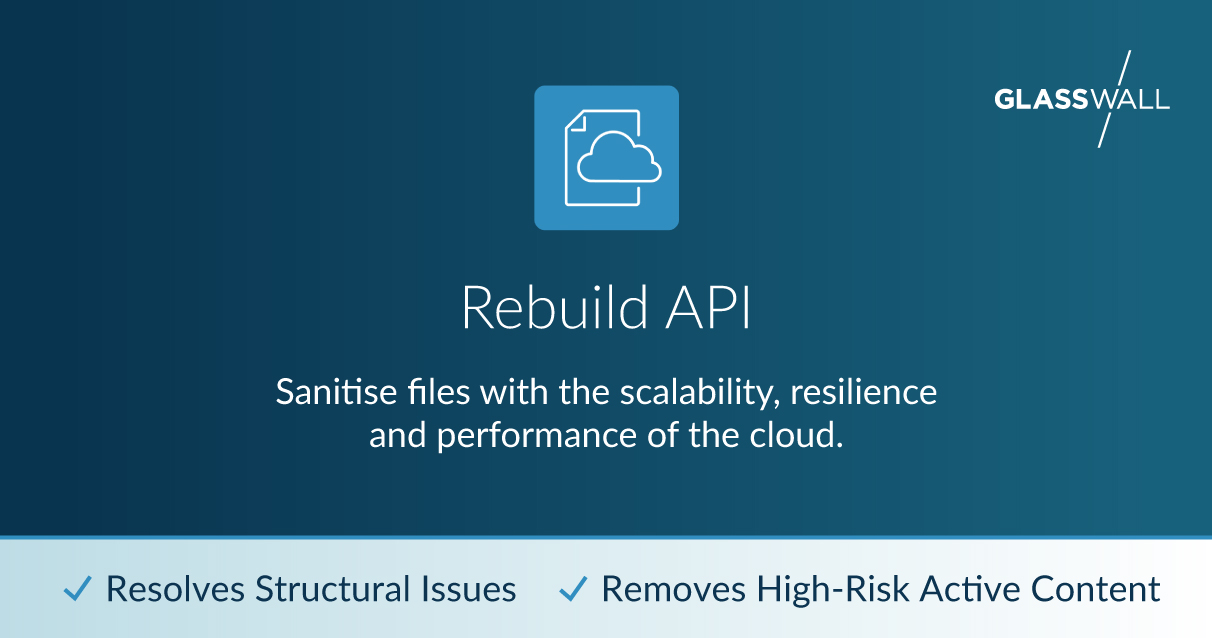 GLASSWALL
Rebuild API
Sanitise files with the scalability, resilience
and performance of the cloud.
Resolves Structural Issues
Removes High-Risk Active Content